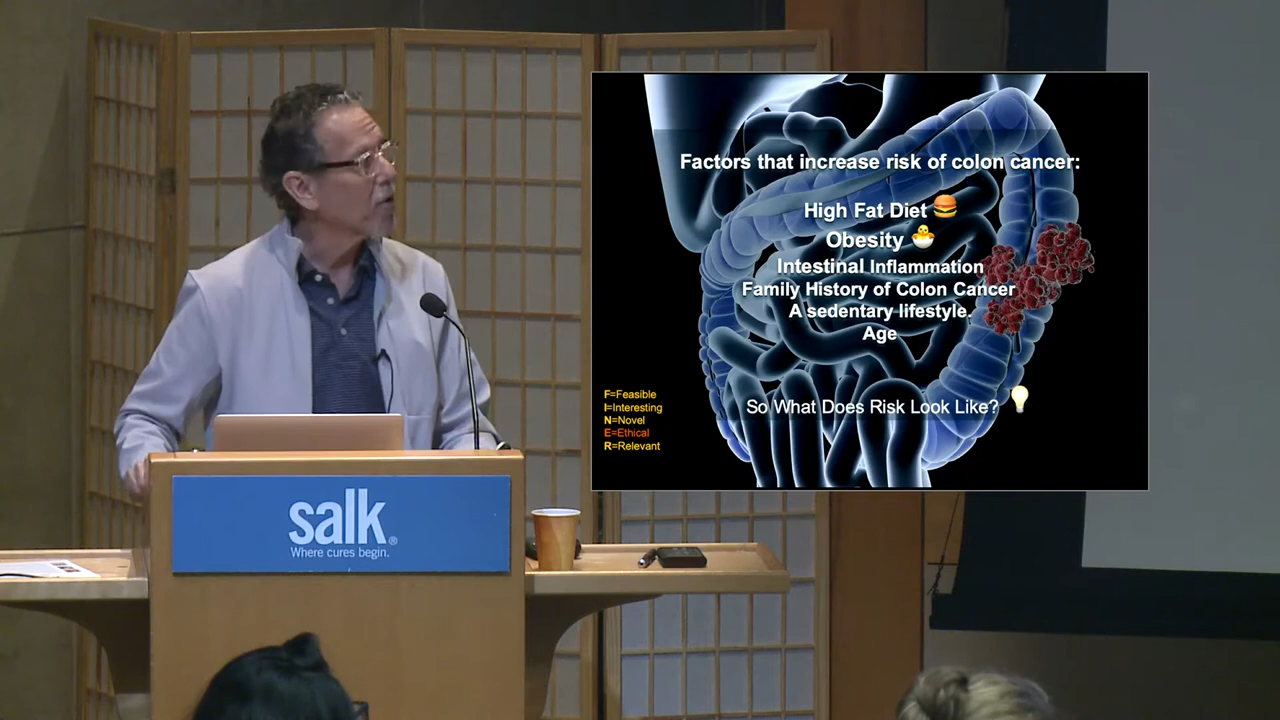 Factors that increase risk of colon cancer:
High Fat Diet 🍔
Obesity 🐣
Intestinal Inflammation
Family History of Colon Cancer
A sedentary lifestyle.
Age
So What Does Risk Look Like? 💡
F=Feasible
I=Interesting
N=Novel
E=Ethical
R=Relevant
salk®
Where cures begin.